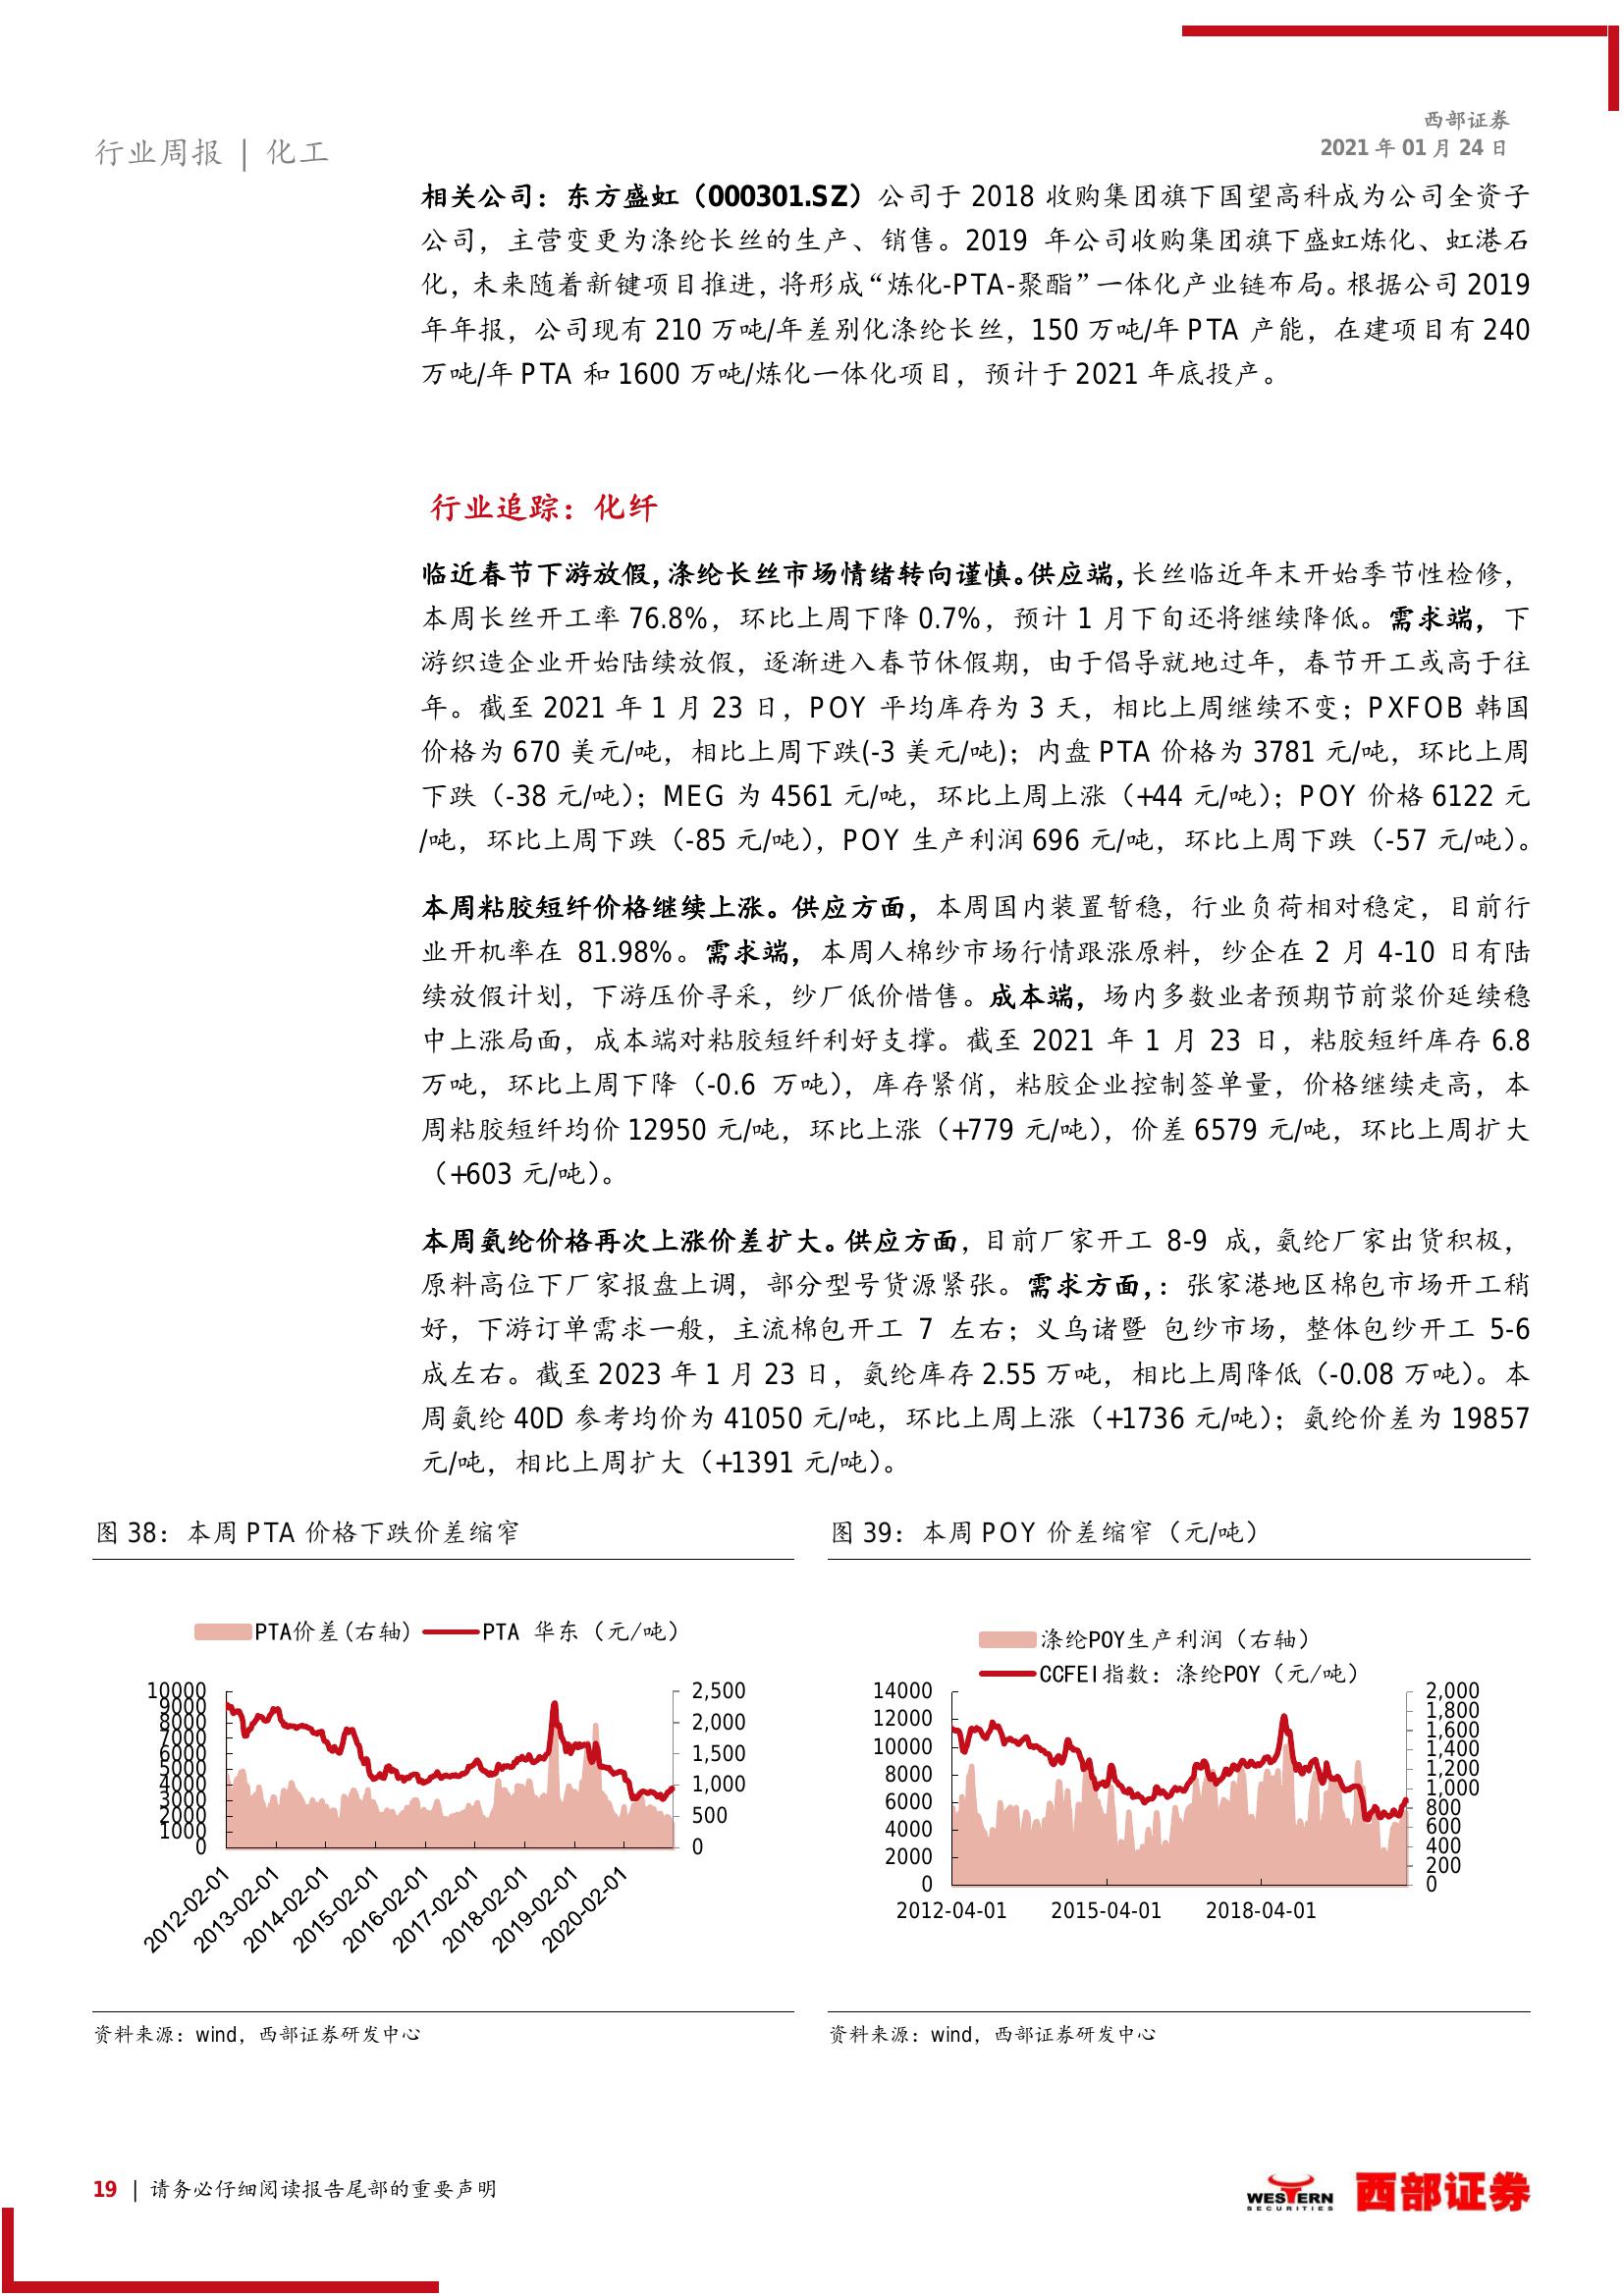 行业周报 | 化工
西部证券
2021 年 01 月 24 日
相关公司：东方盛虹（000301.SZ）公司于 2018 收购集团旗下国望高科成为公司全资子
公司，主营变更为涤纶长丝的生产、销售。2019 年公司收购集团旗下盛虹炼化、虹港石
化，未来随着新键项目推进，将形成“炼化-PTA-聚酯”一体化产业链布局。根据公司 2019
年年报，公司现有 210 万吨/年差别化涤纶长丝，150 万吨/年 PTA 产能，在建项目有 240
万吨/年 PTA 和 1600 万吨/炼化一体化项目，预计于 2021 年底投产。
行业追踪：化纤
临近春节下游放假，涤纶长丝市场情绪转向谨慎。供应端，长丝临近年末开始季节性检修，
本周长丝开工率 76.8%，环比上周下降 0.7%，预计 1 月下旬还将继续降低。需求端，下
游织造企业开始陆续放假，逐渐进入春节休假期，由于倡导就地过年，春节开工或高于往
年。截至 2021 年 1 月 23 日，POY 平均库存为 3 天，相比上周继续不变；PXFOB 韩国
价格为 670 美元/吨，相比上周下跌(-3 美元/吨)；内盘 PTA 价格为 3781 元/吨，环比上周
下跌（-38 元/吨）；MEG 为 4561 元/吨，环比上周上涨（+44 元/吨）；POY 价格 6122 元
/吨，环比上周下跌（-85 元/吨），POY 生产利润 696 元/吨，环比上周下跌（-57 元/吨）。
本周粘胶短纤价格继续上涨。供应方面，本周国内装置暂稳，行业负荷相对稳定，目前行
业开机率在 81.98%。需求端，本周人棉纱市场行情跟涨原料，纱企在 2 月 4-10 日有陆
续放假计划，下游压价寻采，纱厂低价惜售。成本端，场内多数业者预期节前浆价延续稳
中上涨局面，成本端对粘胶短纤利好支撑。截至 2021 年 1 月 23 日，粘胶短纤库存 6.8
万吨，环比上周下降（-0.6 万吨），库存紧俏，粘胶企业控制签单量，价格继续走高，本
周粘胶短纤均价 12950 元/吨，环比上涨（+779 元/吨），价差 6579 元/吨，环比上周扩大
（+603 元/吨）。
本周氨纶价格再次上涨价差扩大。供应方面，目前厂家开工 8-9 成，氨纶厂家出货积极，
原料高位下厂家报盘上调，部分型号货源紧张。需求方面，：张家港地区棉包市场开工稍
好，下游订单需求一般，主流棉包开工 7 左右；义乌诸暨 包纱市场，整体包纱开工 5-6
成左右。截至 2023 年 1 月 23 日，氨纶库存 2.55 万吨，相比上周降低（-0.08 万吨）。本
周氨纶 40D 参考均价为 41050 元/吨，环比上周上涨（+1736 元/吨）；氨纶价差为 19857
元/吨，相比上周扩大（+1391 元/吨）。
图 38：本周 PTA 价格下跌价差缩窄
PTA价差(右轴) PTA 华东（元/吨）
10000
9000
8000
7000
6000
5000
4000
3000
2000
1000
0
2,500
2,000
1,500
1,000
500
0
2012-02-01
2013-02-01
2014-02-01
2015-02-01
2016-02-01
2017-02-01
2018-02-01
2019-02-01
2020-02-01
资料来源：wind，西部证券研发中心
图 39：本周 POY 价差缩窄（元/吨）
涤纶POY生产利润（右轴）
CCFEI指数：涤纶POY（元/吨）
14000
12000
10000
8000
6000
4000
2000
0
2,000
1,800
1,600
1,400
1,200
1,000
800
600
400
200
0
2012-04-01 2015-04-01 2018-04-01
资料来源：wind，西部证券研发中心
19 | 请务必仔细阅读报告尾部的重要声明
WESTERN
SECURITIES
西部证券